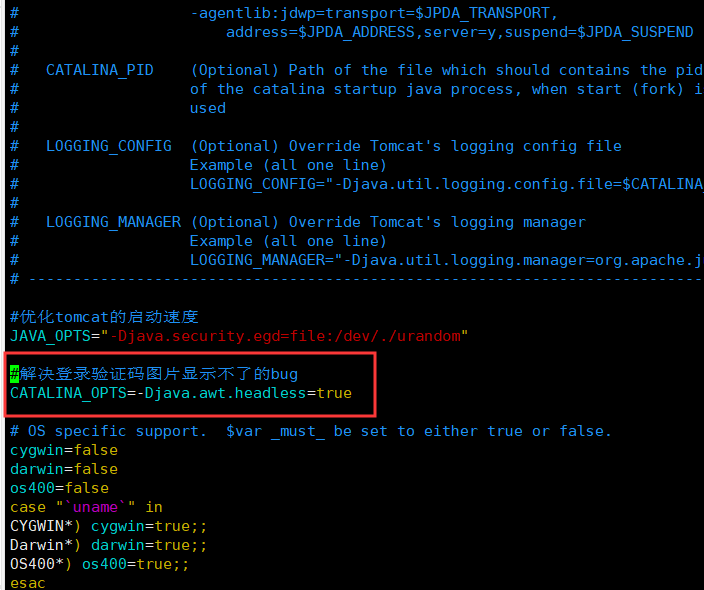 #                   -agentlib:jdwp=transport=$JPDA_TRANSPORT,
#                       address=$JPDA_ADDRESS,server=y,suspend=$JPDA_SUSPEND
#
#   CATALINA_PID    (Optional) Path of the file which should contains the pid
#                   of the catalina startup java process, when start (fork) i
#                   used
#
#   LOGGING_CONFIG  (Optional) Override Tomcat's logging config file
#                   Example (all one line)
#                   LOGGING_CONFIG="-Djava.util.logging.config.file=$CATALINA_
#
#   LOGGING_MANAGER (Optional) Override Tomcat's logging manager
#                   Example (all one line)
#                   LOGGING_MANAGER="-Djava.util.logging.manager=org.apache.j
# ---------------------------------------------------------------------------
#优化tomcat的启动速度
JAVA_OPTS="-Djava.security.egd=file:/dev/./urandom"
#解决登录验证码图片显示不了的bug
CATALINA_OPTS=-Djava.awt.headless=true
# OS specific support.  $var _must_ be set to either true or false.
cygwin=false
darwin=false
os400=false
case "`uname`" in
CYGWIN*) cygwin=true;;
Darwin*) darwin=true;;
OS400*) os400=true;;
esac